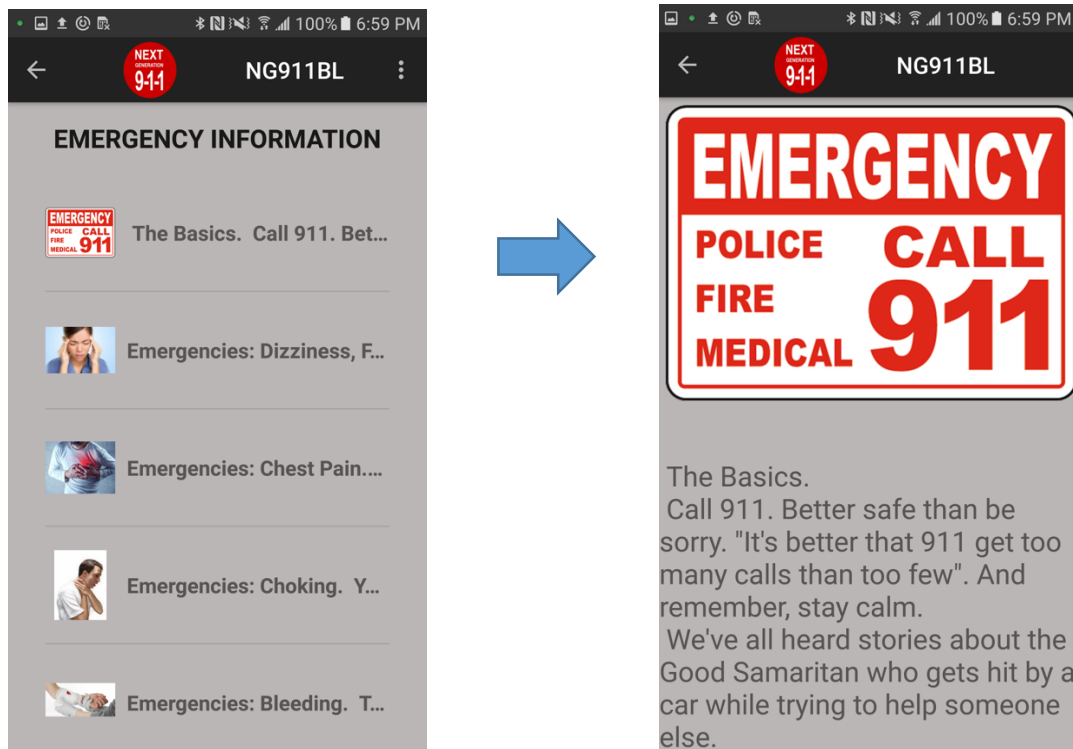 100% 6:59 PM
NEXT
GENERATION
9-1-1
NG911BL
EMERGENCY INFORMATION
EMERGENCY
POLICE CALL
FIRE
MEDICAL 911
The Basics. Call 911. Bet...
Emergencies: Dizziness, F...
Emergencies: Chest Pain....
Emergencies: Choking. Y...
Emergencies: Bleeding. T...
100% 6:59 PM
NEXT
GENERATION
9-1-1
NG911BL
EMERGENCY
POLICE CALL
FIRE
MEDICAL 911
The Basics.
Call 911. Better safe than be
sorry. "It's better that 911 get too
many calls than too few". And
remember, stay calm.
We've all heard stories about the
Good Samaritan who gets hit by a
car while trying to help someone
else.